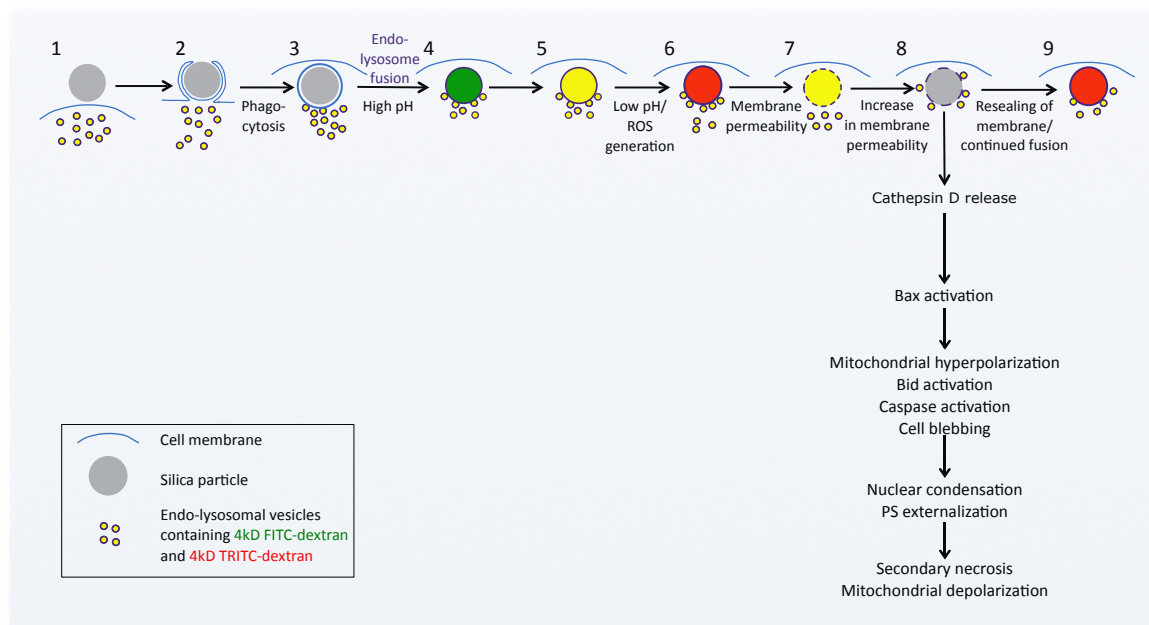 1
2
3
4
5
6
7
8
9
Phago-
cytosis
Endo-
lysosome
fusion
High pH
Low pH/
ROS
generation
Membrane
permeability
Increase
in membrane
permeability
Resealing of
membrane/
continued fusion
Cathepsin D release
Bax activation
Mitochondrial hyperpolarization
Bid activation
Caspase activation
Cell blebbing
Nuclear condensation
PS externalization
Secondary necrosis
Mitochondrial depolarization
Cell membrane
Silica particle
Endo-lysosomal vesicles
containing 4kD FITC-dextran
and 4kD TRITC-dextran